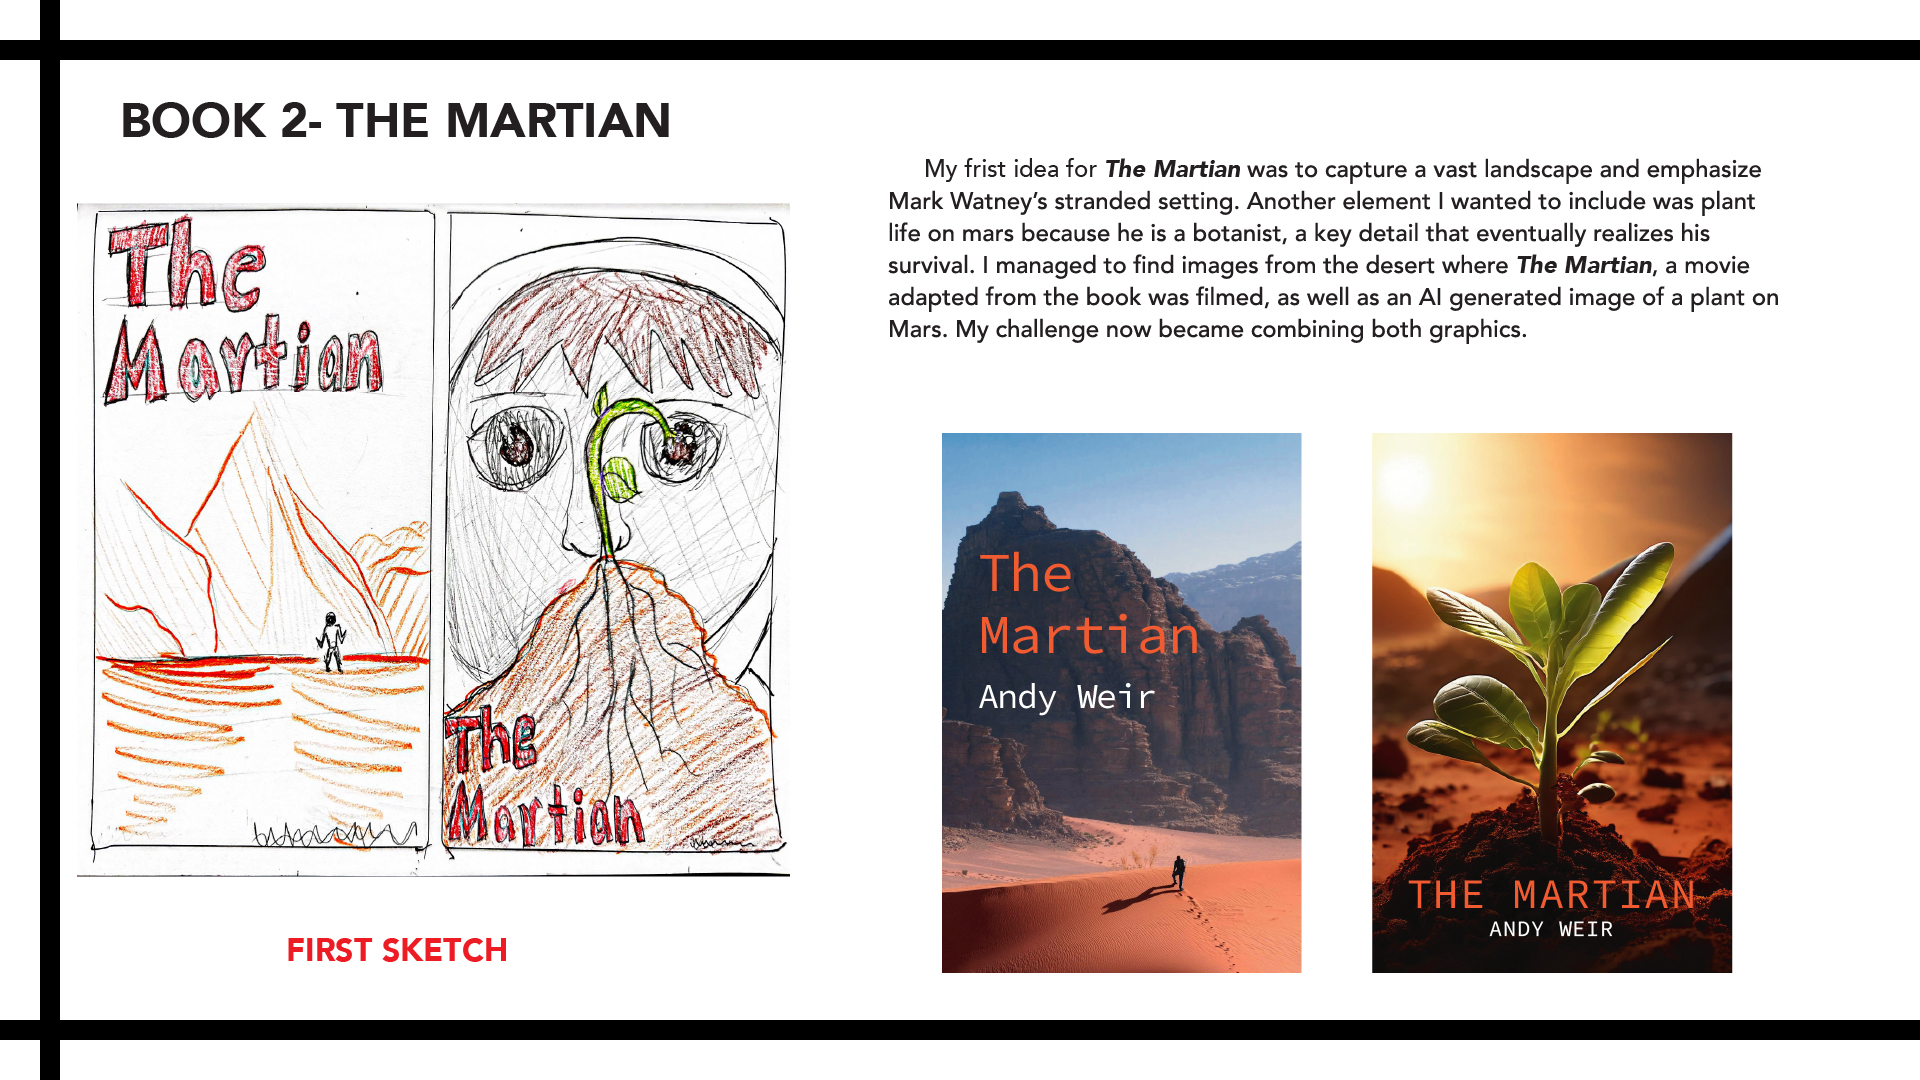 BOOK 2- THE MARTIAN
My frist idea for The Martian was to capture a vast landscape and emphasize
Mark Watney’s stranded setting. Another element I wanted to include was plant
life on mars because he is a botanist, a key detail that eventually realizes his
survival. I managed to find images from the desert where The Martian, a movie
adapted from the book was filmed, as well as an AI generated image of a plant on
Mars. My challenge now became combining both graphics.
The
Martian
The
Martian
FIRST SKETCH
The
Martian
Andy Weir
THE MARTIAN
ANDY WEIR